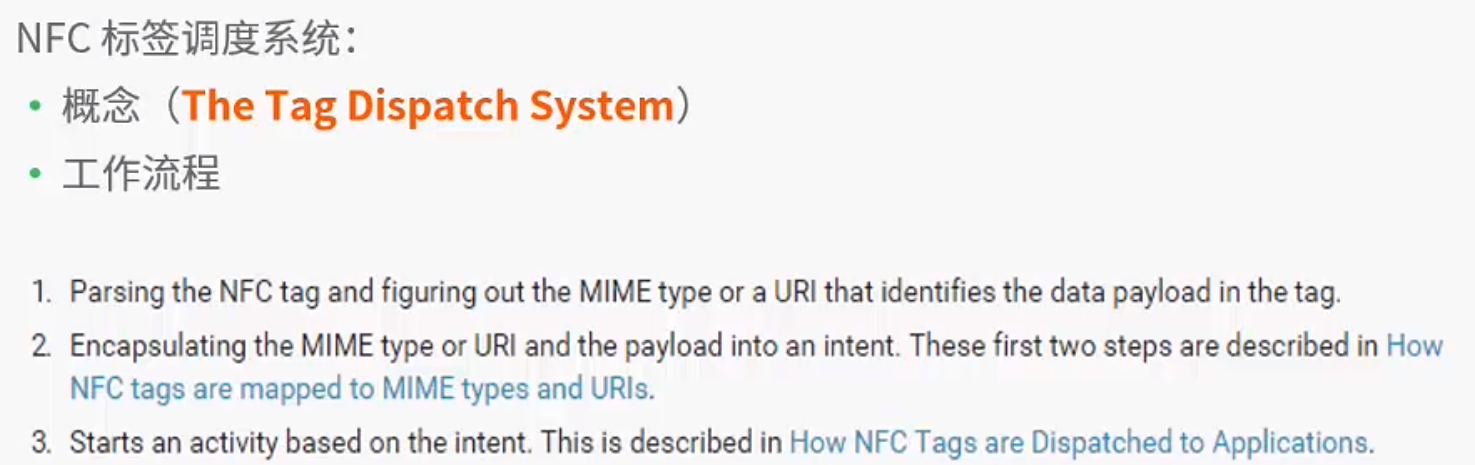 NFC 标签调度系统：
• 概念（The Tag Dispatch System）
• 工作流程
1. Parsing the NFC tag and figuring out the MIME type or a URI that identifies the data payload in the tag.
2. Encapsulating the MIME type or URI and the payload into an intent. These first two steps are described in How
NFC tags are mapped to MIME types and URIs.
3. Starts an activity based on the intent. This is described in How NFC Tags are Dispatched to Applications.